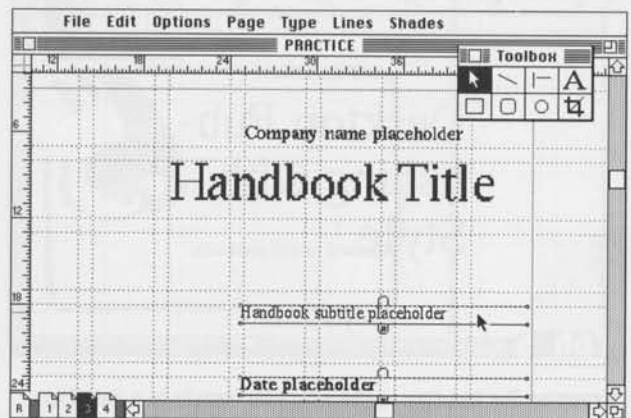 File Edit Options Page Type Lines Shades
PRACTICE
Toolbox
12 18 24 30 36
A
6
Company name placeholder
Handbook Title
12
18
Handbook subtitle placeholder
24
Date placeholder
R 1 2 3 4